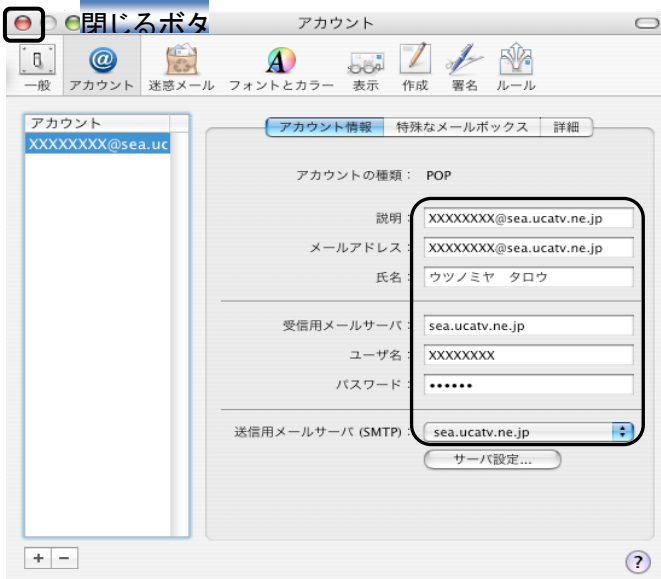 閉じるボタ
アカウント
一般 アカウント 迷惑メール フォントとカラー 表示 作成 署名 ルール
アカウント
XXXXXXXX@sea.uc
アカウント情報 特殊なメールボックス 詳細
アカウントの種類： POP
説明： XXXXXXXX@sea.ucatv.ne.jp
メールアドレス： XXXXXXXX@sea.ucatv.ne.jp
氏名： ウツノミヤ　タロウ
受信用メールサーバ： sea.ucatv.ne.jp
ユーザ名： XXXXXXXX
パスワード： ••••••
送信用メールサーバ (SMTP)： sea.ucatv.ne.jp
サーバ設定...
+ − ?